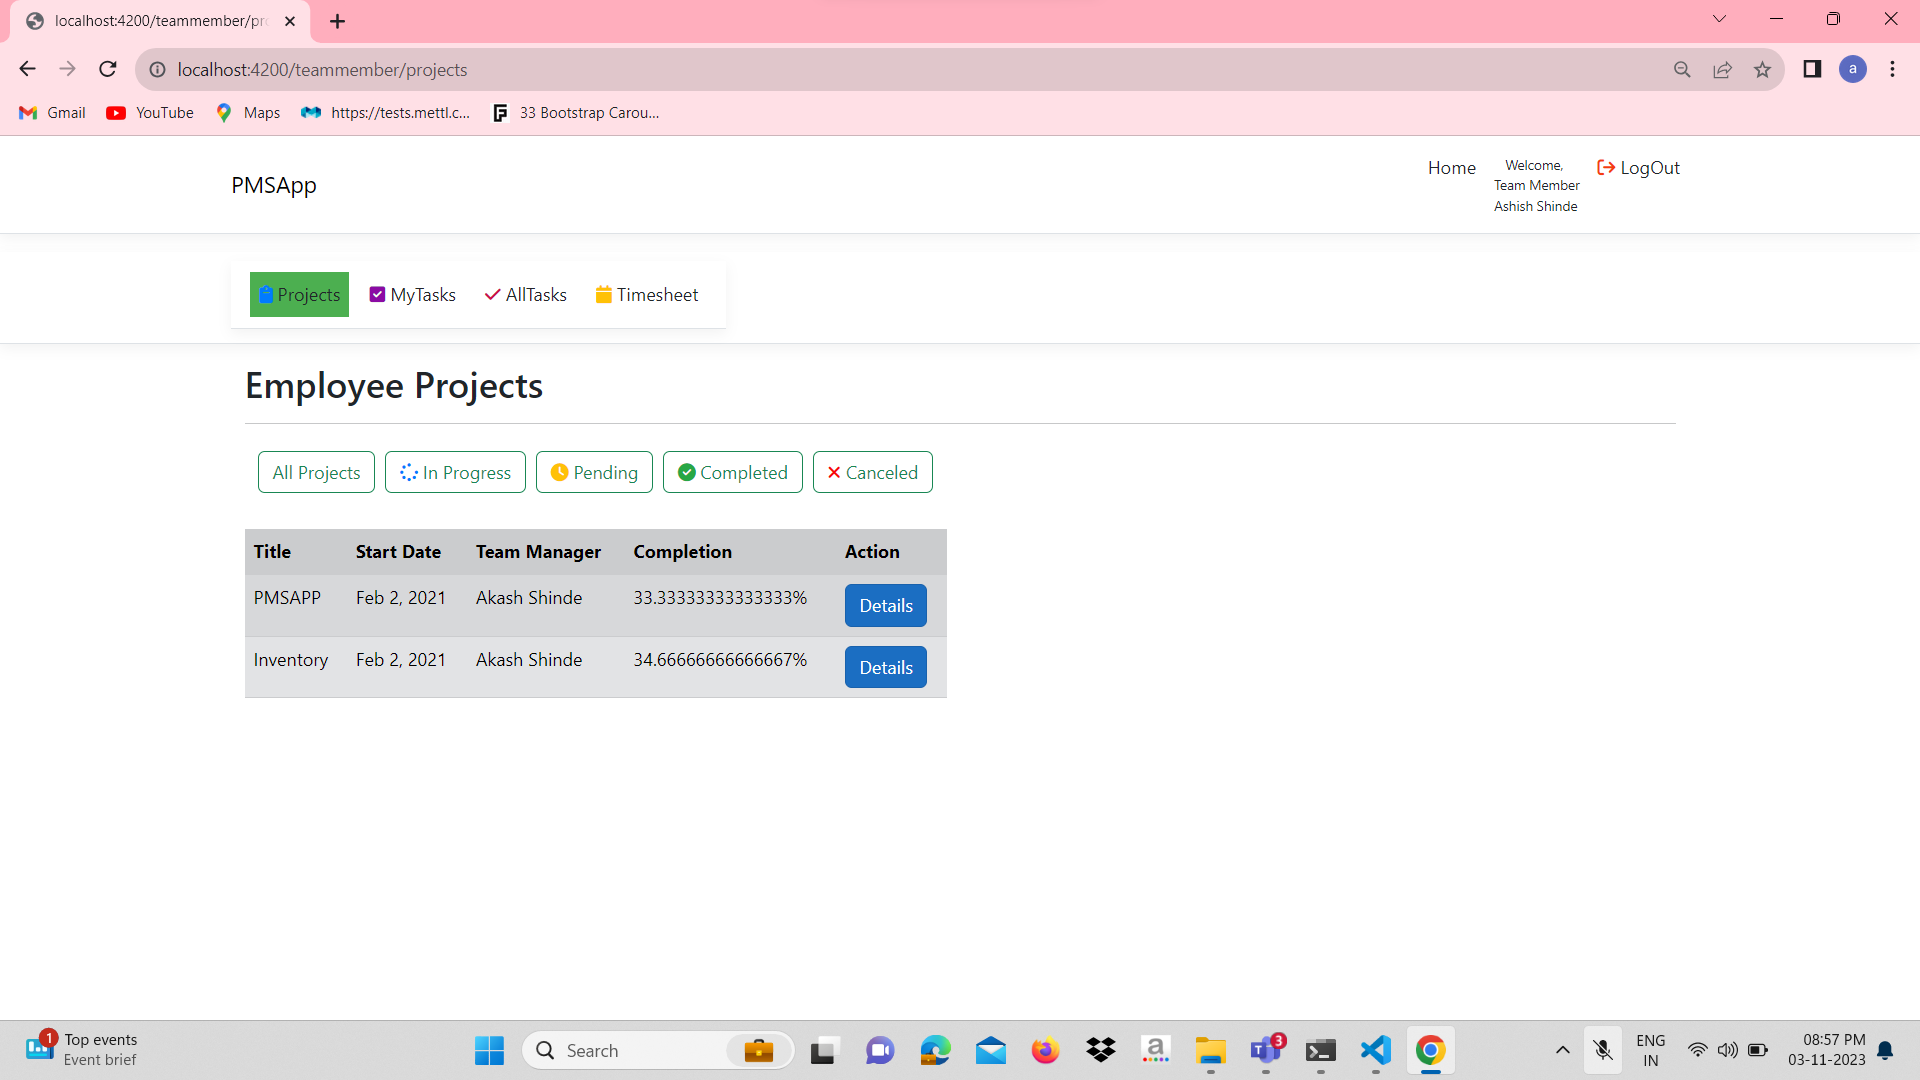 localhost:4200/teammember/pro
localhost:4200/teammember/projects
a
Gmail YouTube Maps https://tests.mettl.c... 33 Bootstrap Carou...
PMSApp
Home
Welcome,
Team Member
Ashish Shinde
LogOut
Projects MyTasks AllTasks Timesheet
Employee Projects
All Projects In Progress Pending Completed Canceled
Title Start Date Team Manager Completion Action
PMSAPP Feb 2, 2021 Akash Shinde 33.33333333333333% Details
Inventory Feb 2, 2021 Akash Shinde 34.66666666666667% Details
1
Top events
Event brief
Search
a
3
ENG
IN
08:57 PM
03-11-2023